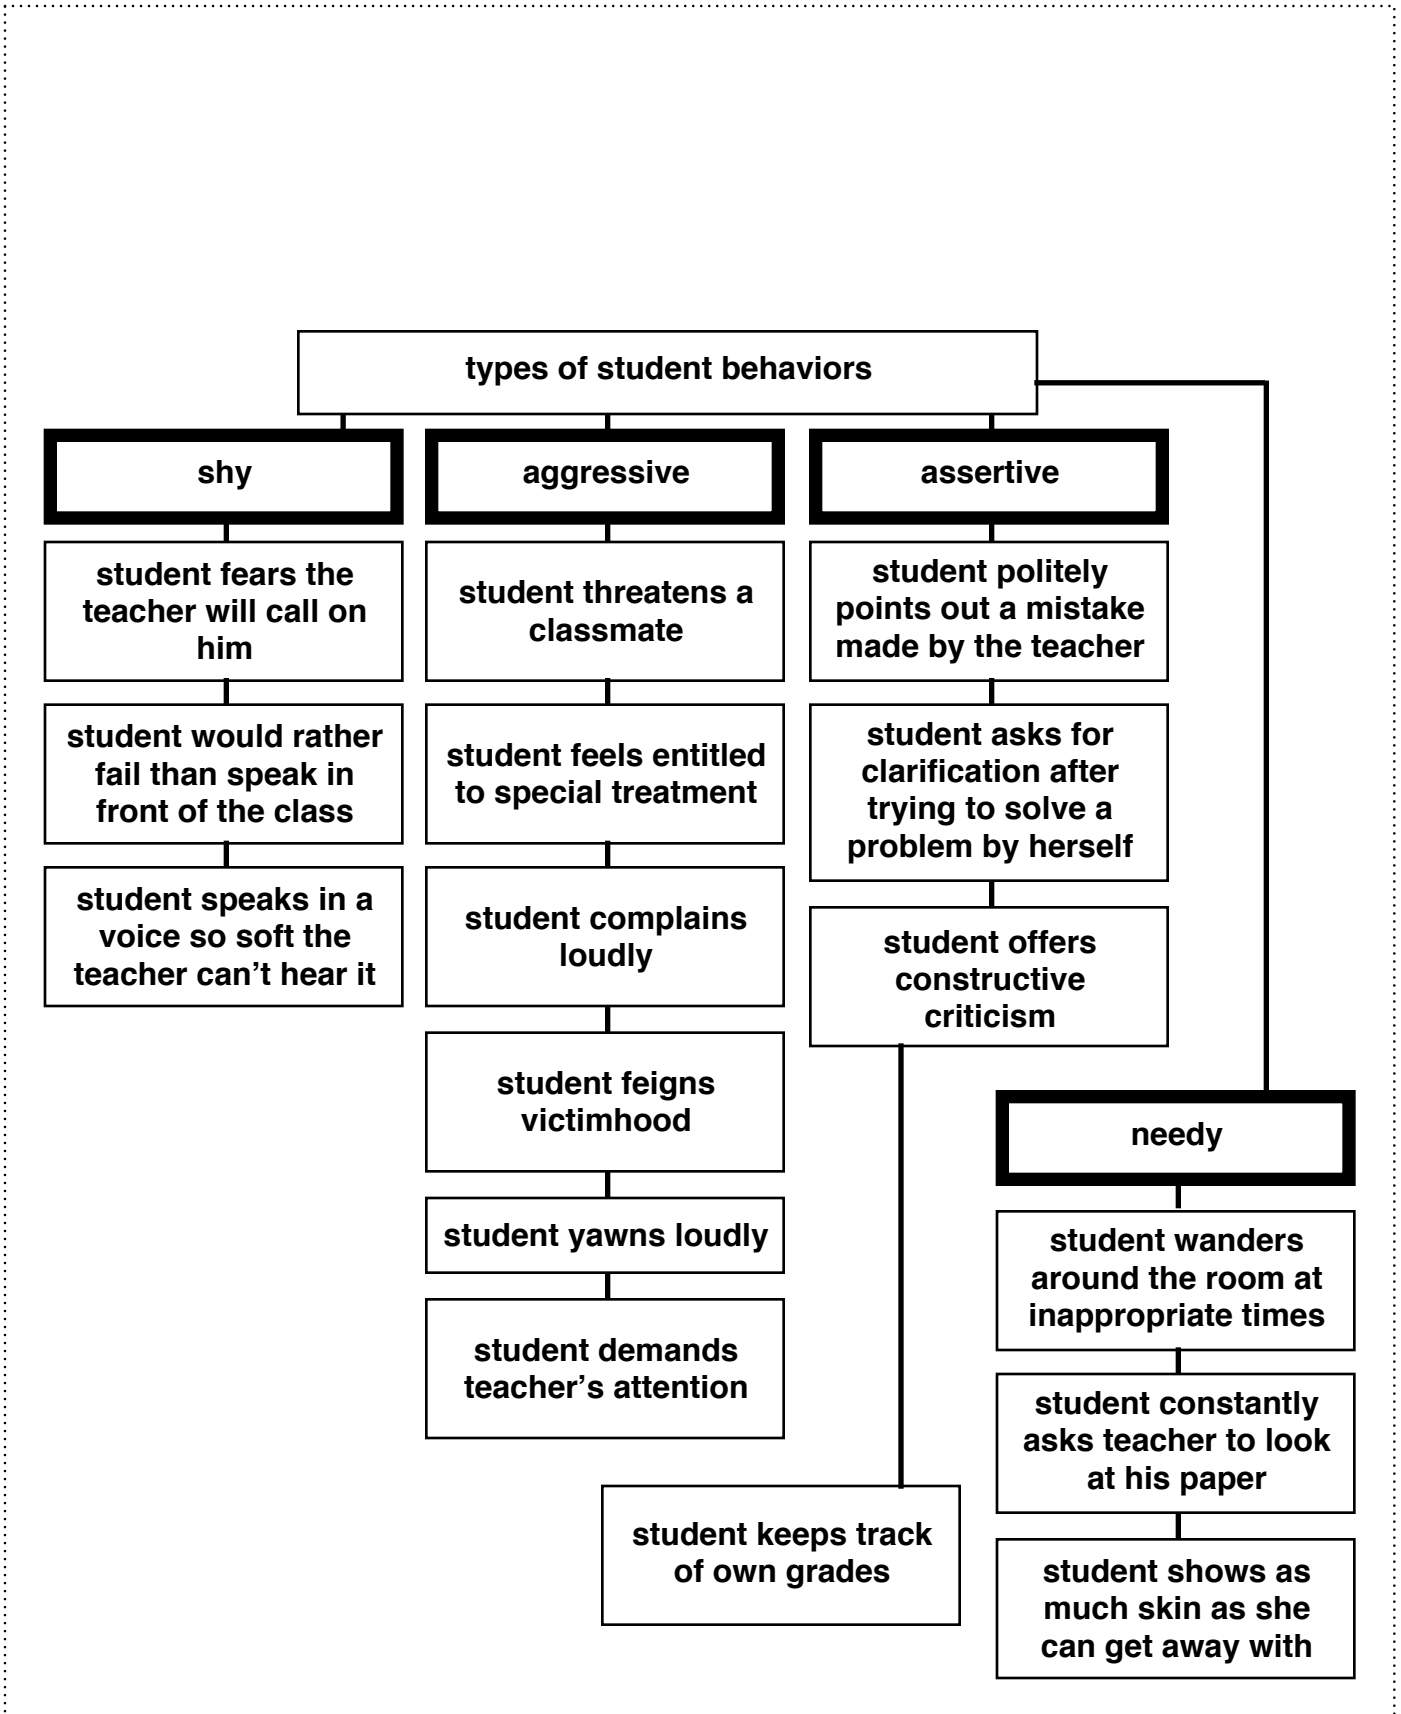 types of student behaviors
shy
student fears the
teacher will call on
him
student would rather
fail than speak in
front of the class
student speaks in a
voice so soft the
teacher can’t hear it
aggressive
student threatens a
classmate
student feels entitled
to special treatment
student complains
loudly
student feigns
victimhood
student yawns loudly
student demands
teacher’s attention
assertive
student politely
points out a mistake
made by the teacher
student asks for
clarification after
trying to solve a
problem by herself
student offers
constructive
criticism
student keeps track
of own grades
needy
student wanders
around the room at
inappropriate times
student constantly
asks teacher to look
at his paper
student shows as
much skin as she
can get away with